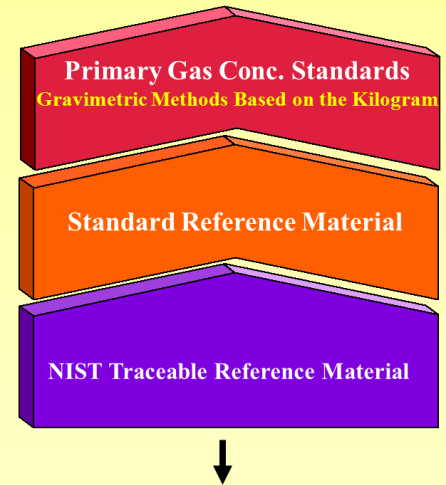 Primary Gas Conc. Standards
Gravimetric Methods Based on the Kilogram
Standard Reference Material
NIST Traceable Reference Material